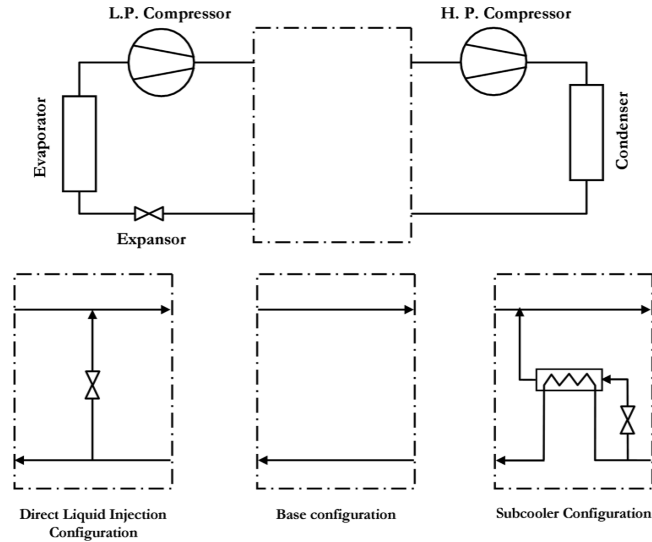 L.P. Compressor
H. P. Compressor
Evaporator
Condenser
Expansor
Direct Liquid Injection
Configuration
Base configuration
Subcooler Configuration